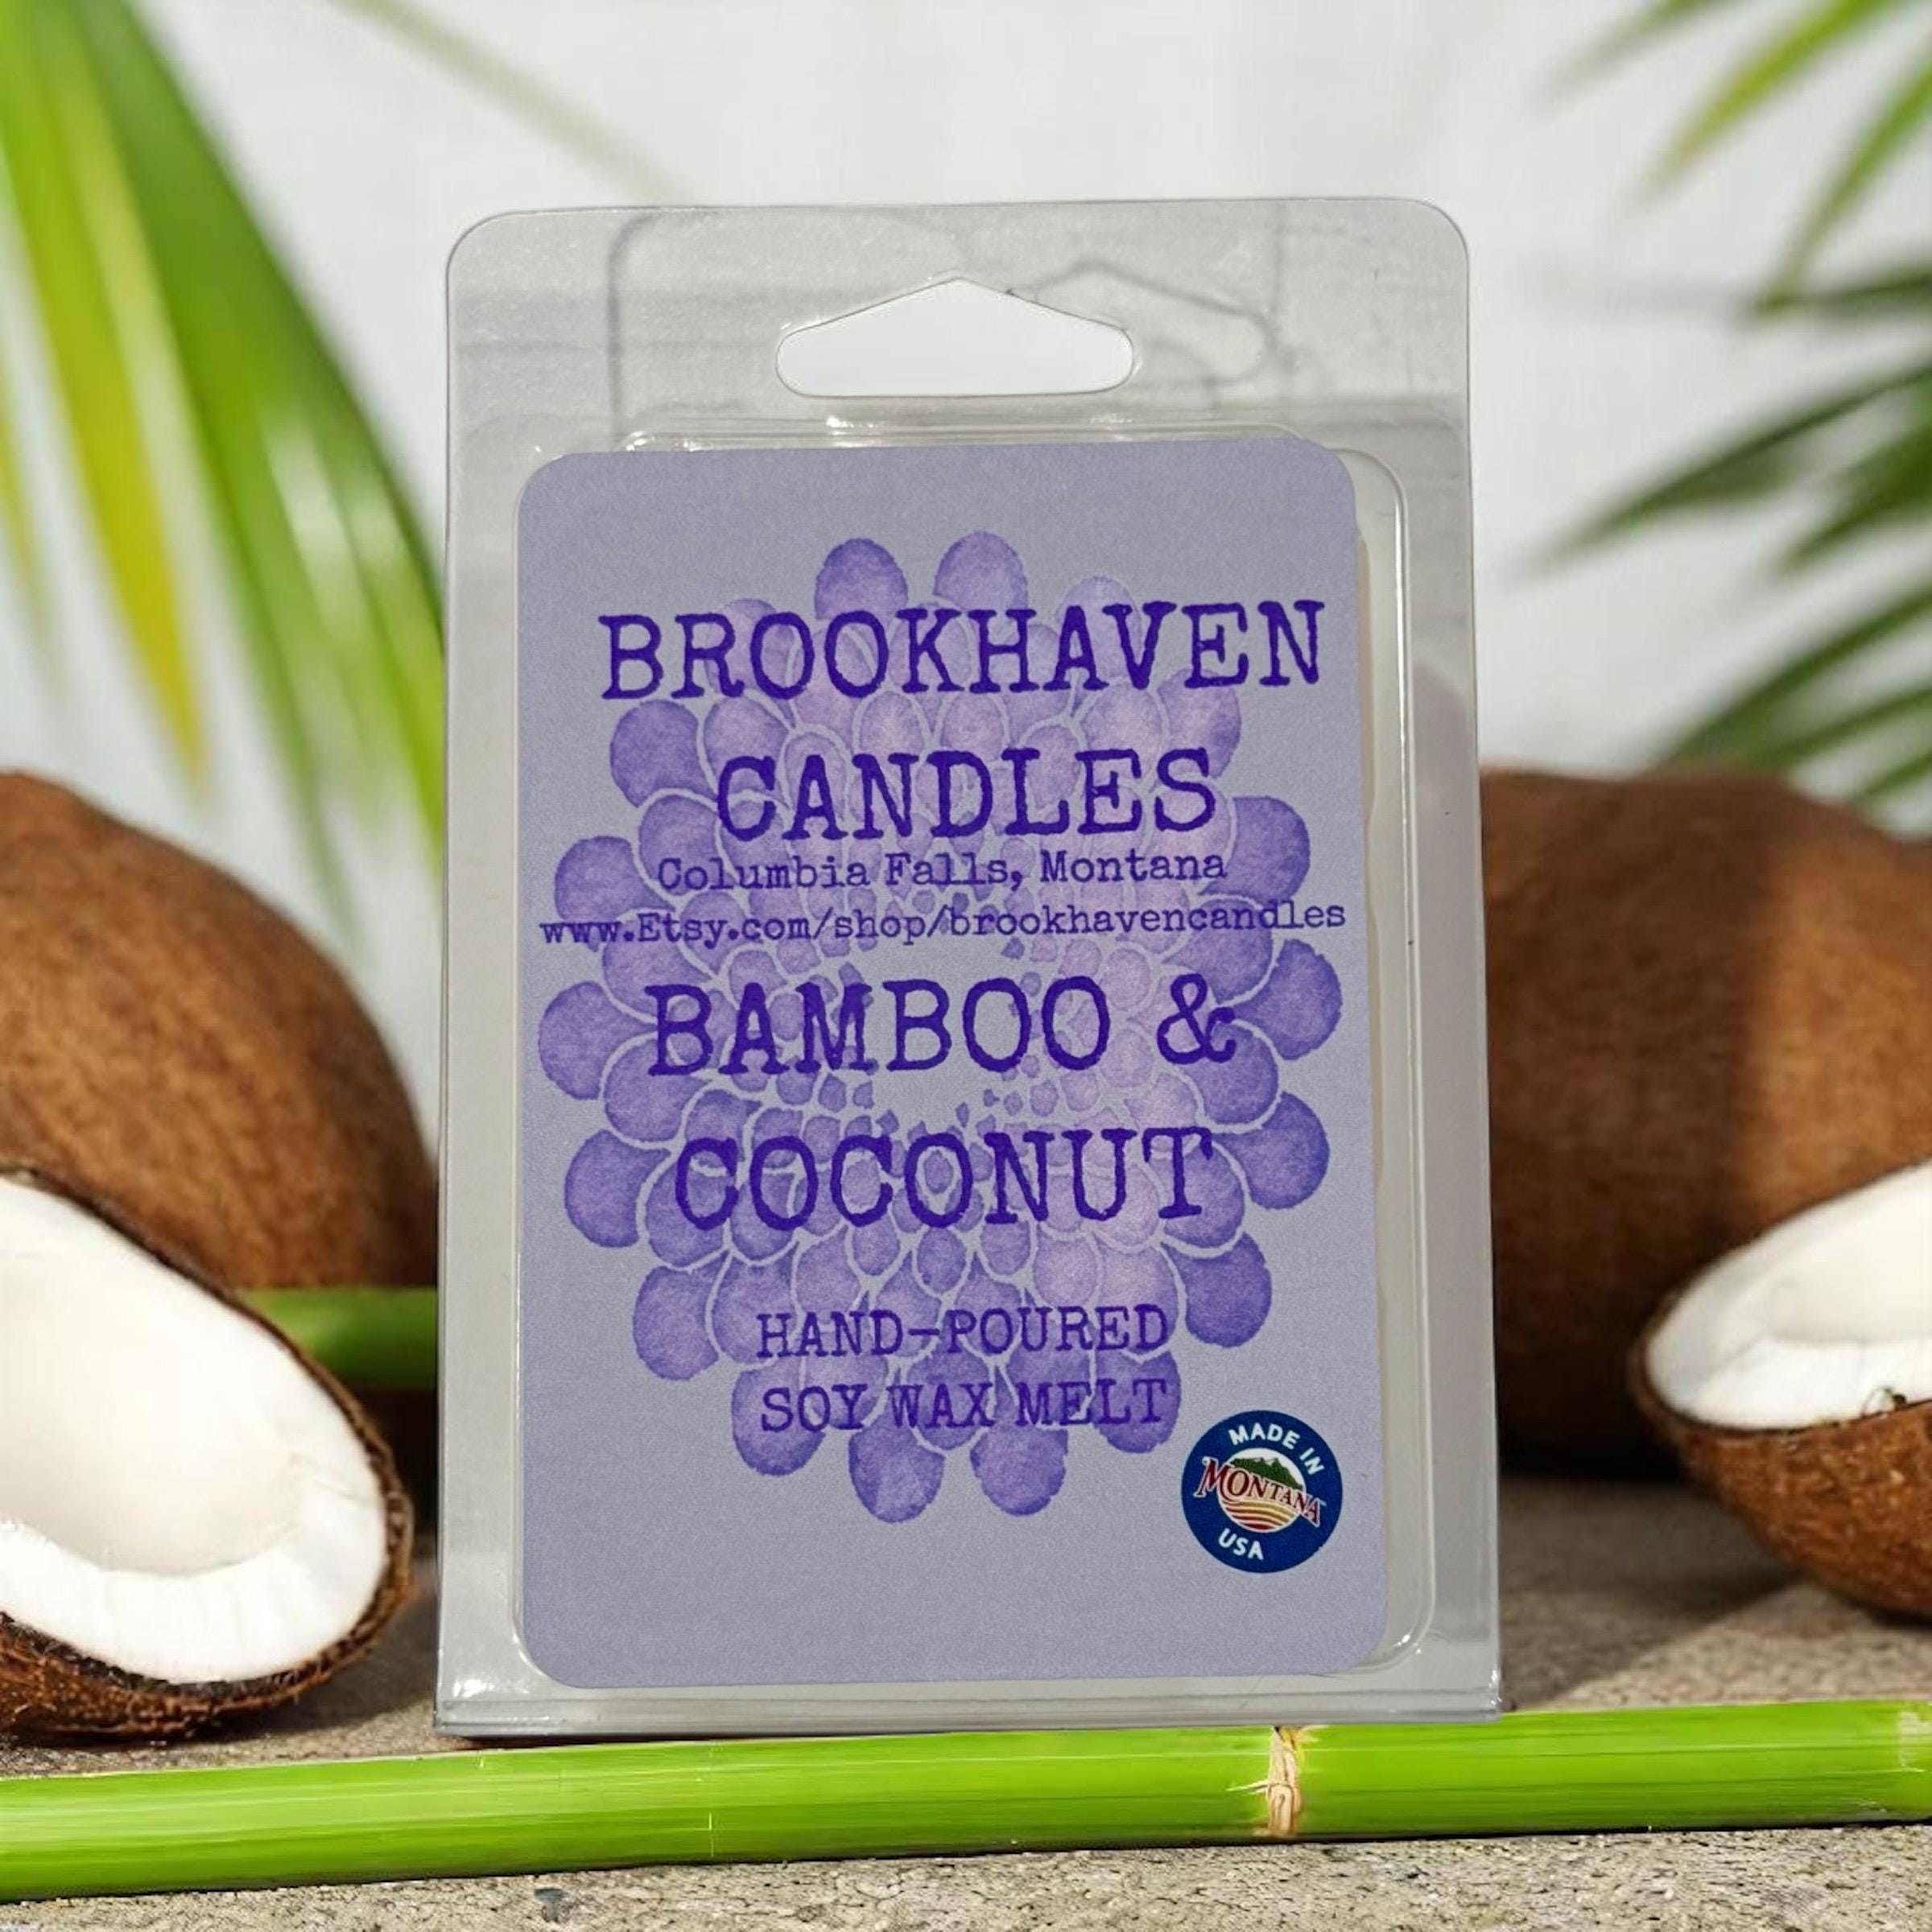 BROOKHAVEN
CANDLES
Columbia Falls, Montana
www.Etsy.com/shop/brookhavencandles
BAMBOO &
COCONUT
HAND-POURED
SOY WAX MELT
MADE IN
MONTANA
USA